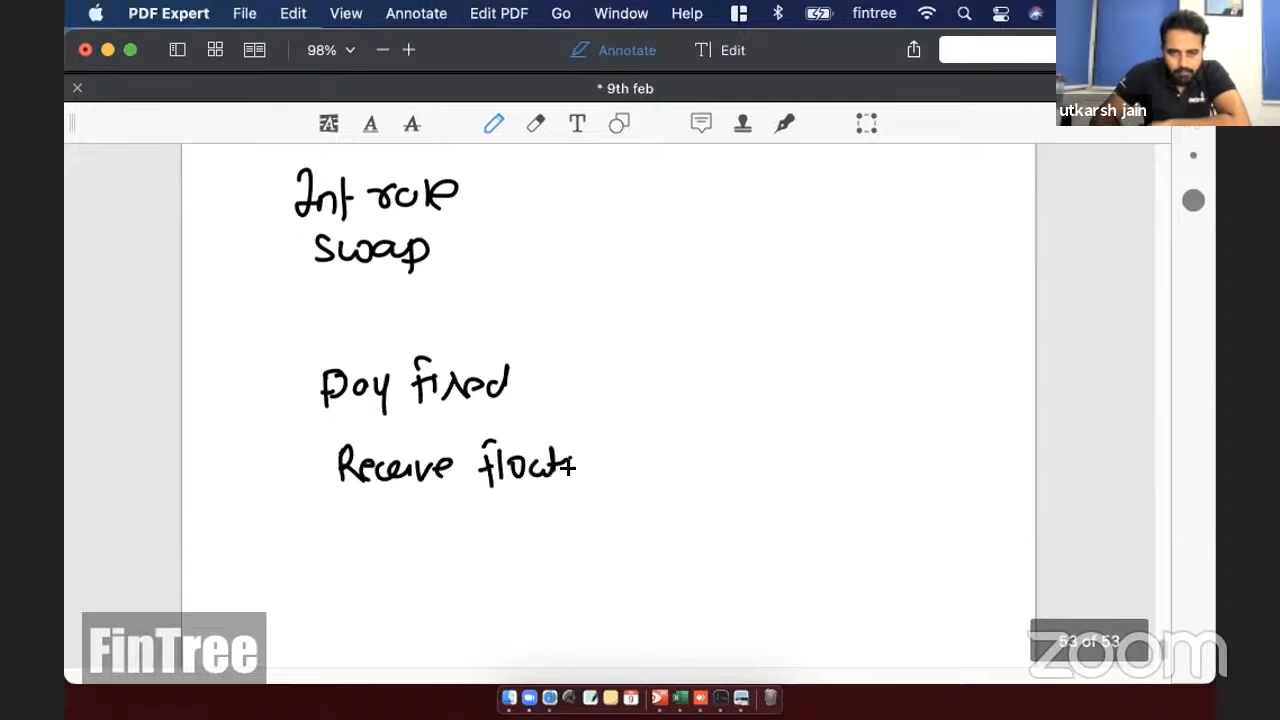 PDF Expert File Edit View Annotate Edit PDF Go Window Help fintree
98% Annotate Edit
utkarsh jain
* 9th feb
Int rate
swap
Pay fixed
Receive float
FinTree
53 of 53
zoom